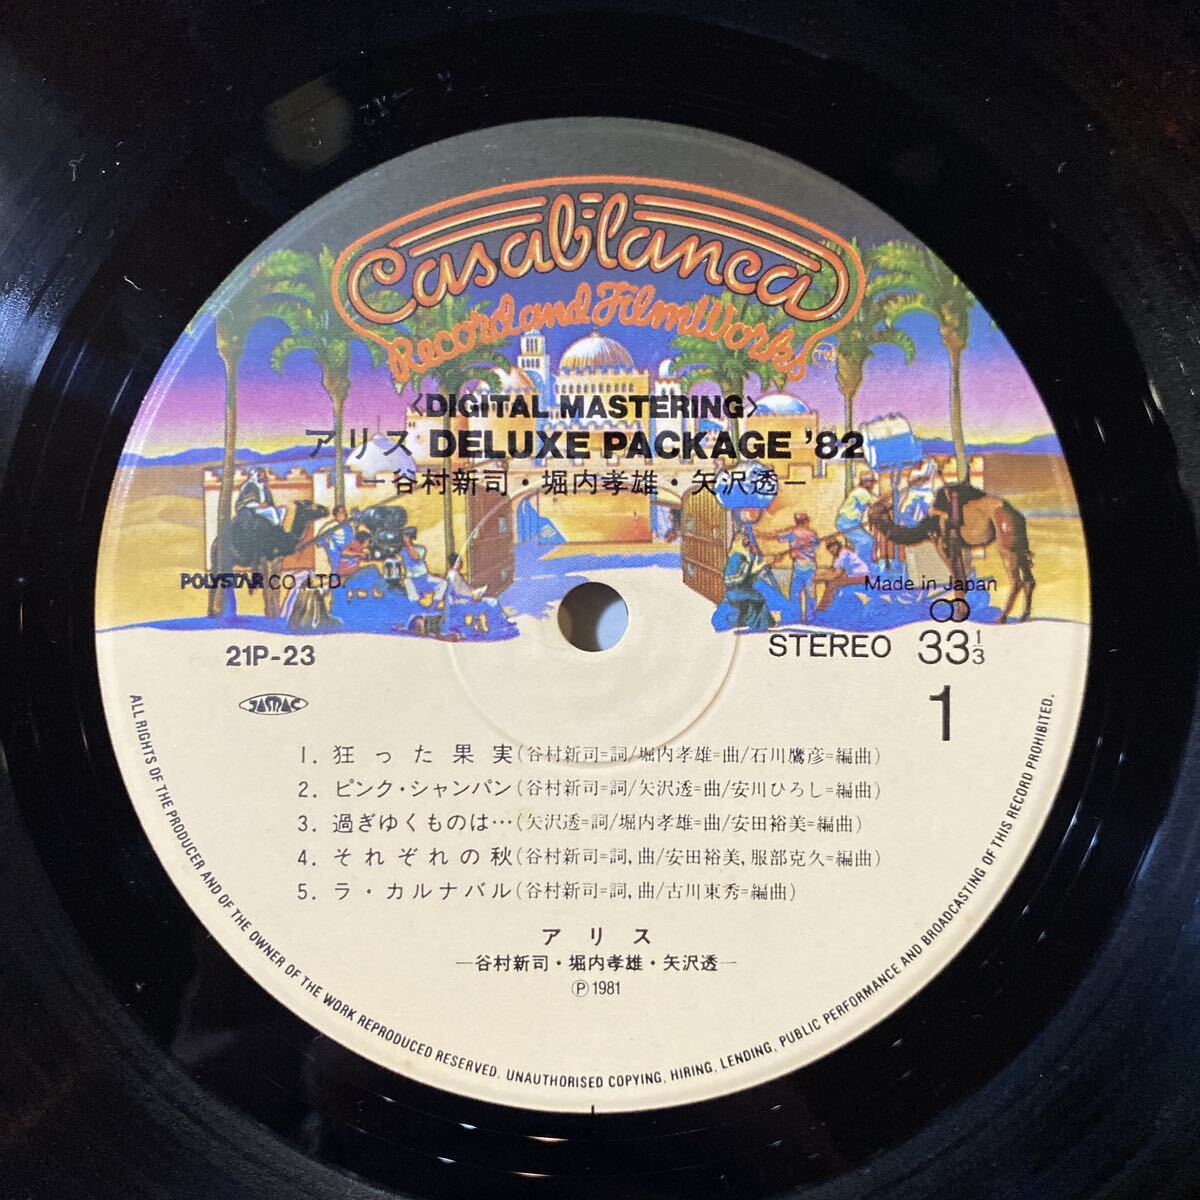 Casablanca
Record and FilmWorks TM
〈DIGITAL MASTERING〉
アリス DELUXE PACKAGE '82
—谷村新司・堀内孝雄・矢沢透—
POLYSTAR CO., LTD.
Made in Japan
21P-23
STEREO 33 1/3
JASRAC
1
1. 狂った果実(谷村新司=詞/堀内孝雄=曲/石川鷹彦=編曲)
2. ピンク・シャンパン(谷村新司=詞/矢沢透=曲/安川ひろし=編曲)
3. 過ぎゆくものは…(矢沢透=詞/堀内孝雄=曲/安田裕美=編曲)
4. それぞれの秋(谷村新司=詞, 曲/安田裕美, 服部克久=編曲)
5. ラ・カルナバル(谷村新司=詞, 曲/古川東秀=編曲)
アリス
—谷村新司・堀内孝雄・矢沢透—
Ⓟ1981
ALL RIGHTS OF THE PRODUCER AND OF THE OWNER OF THE WORK REPRODUCED RESERVED. UNAUTHORISED COPYING, HIRING, LENDING, PUBLIC PERFORMANCE AND BROADCASTING OF THIS RECORD PROHIBITED.